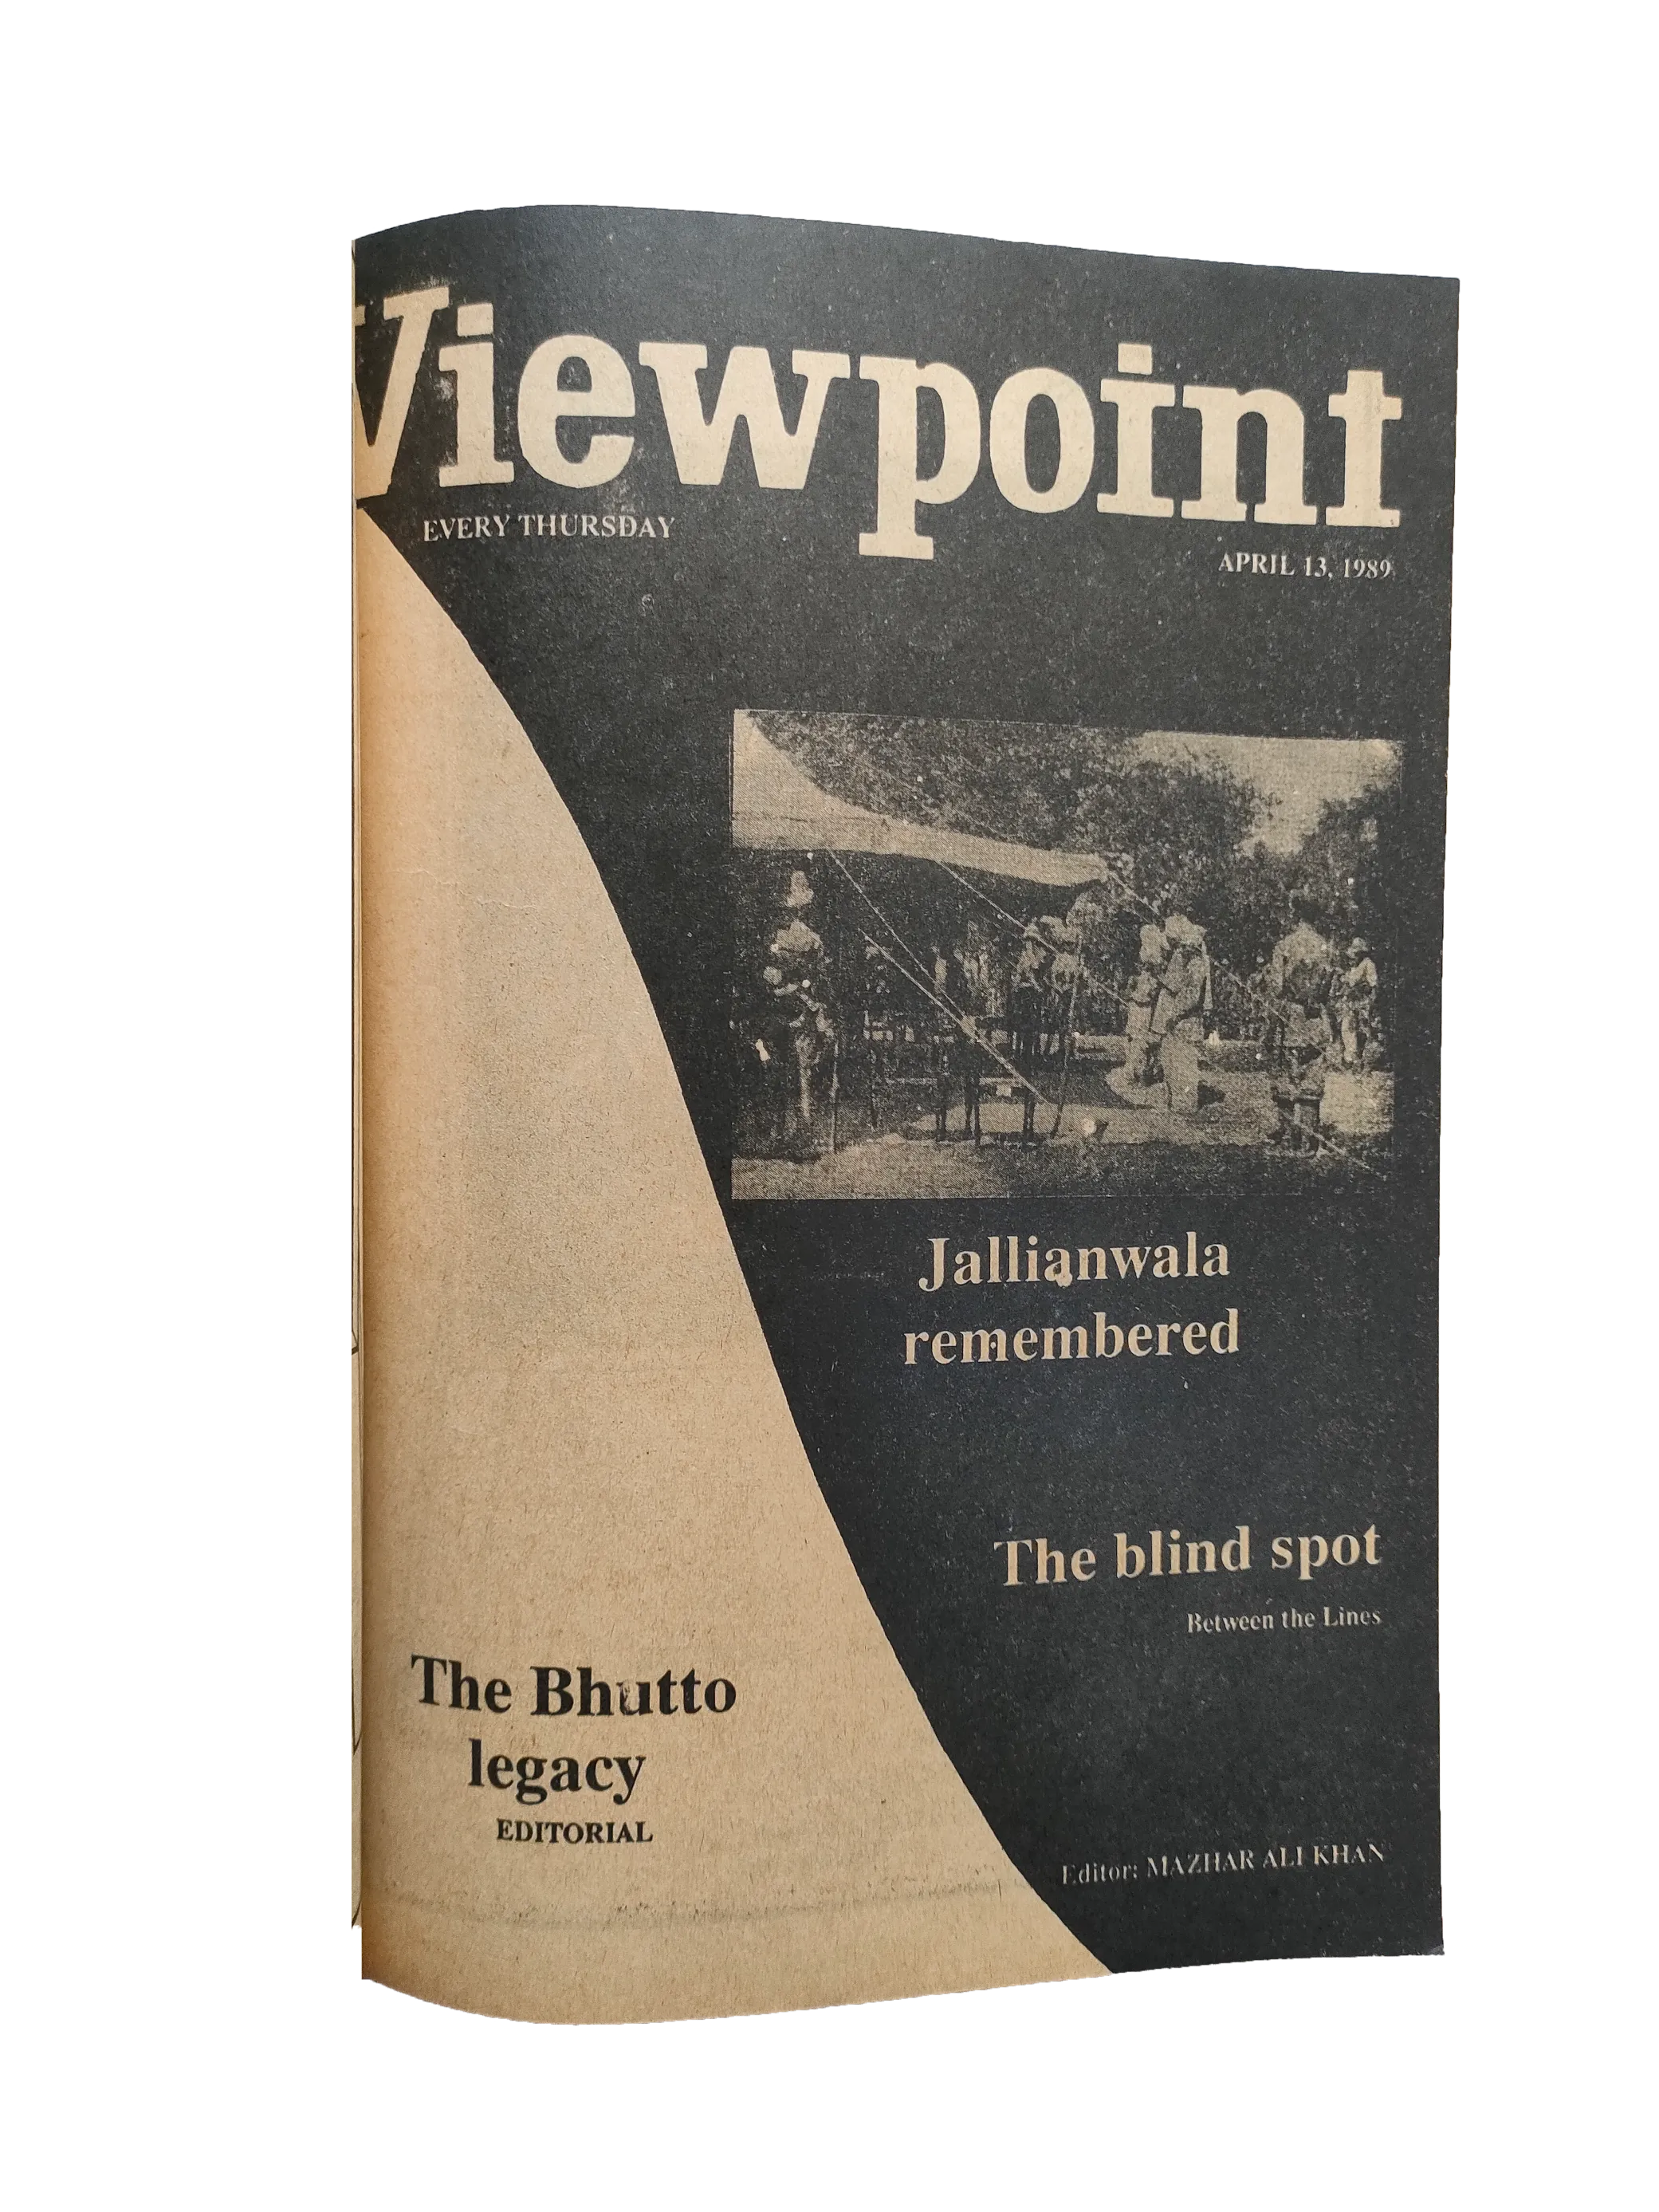 Viewpoint
EVERY THURSDAY
APRIL 13, 1989
Jallianwala
remembered
The blind spot
Between the Lines
The Bhutto
legacy
EDITORIAL
Editor: MAZHAR ALI KHAN